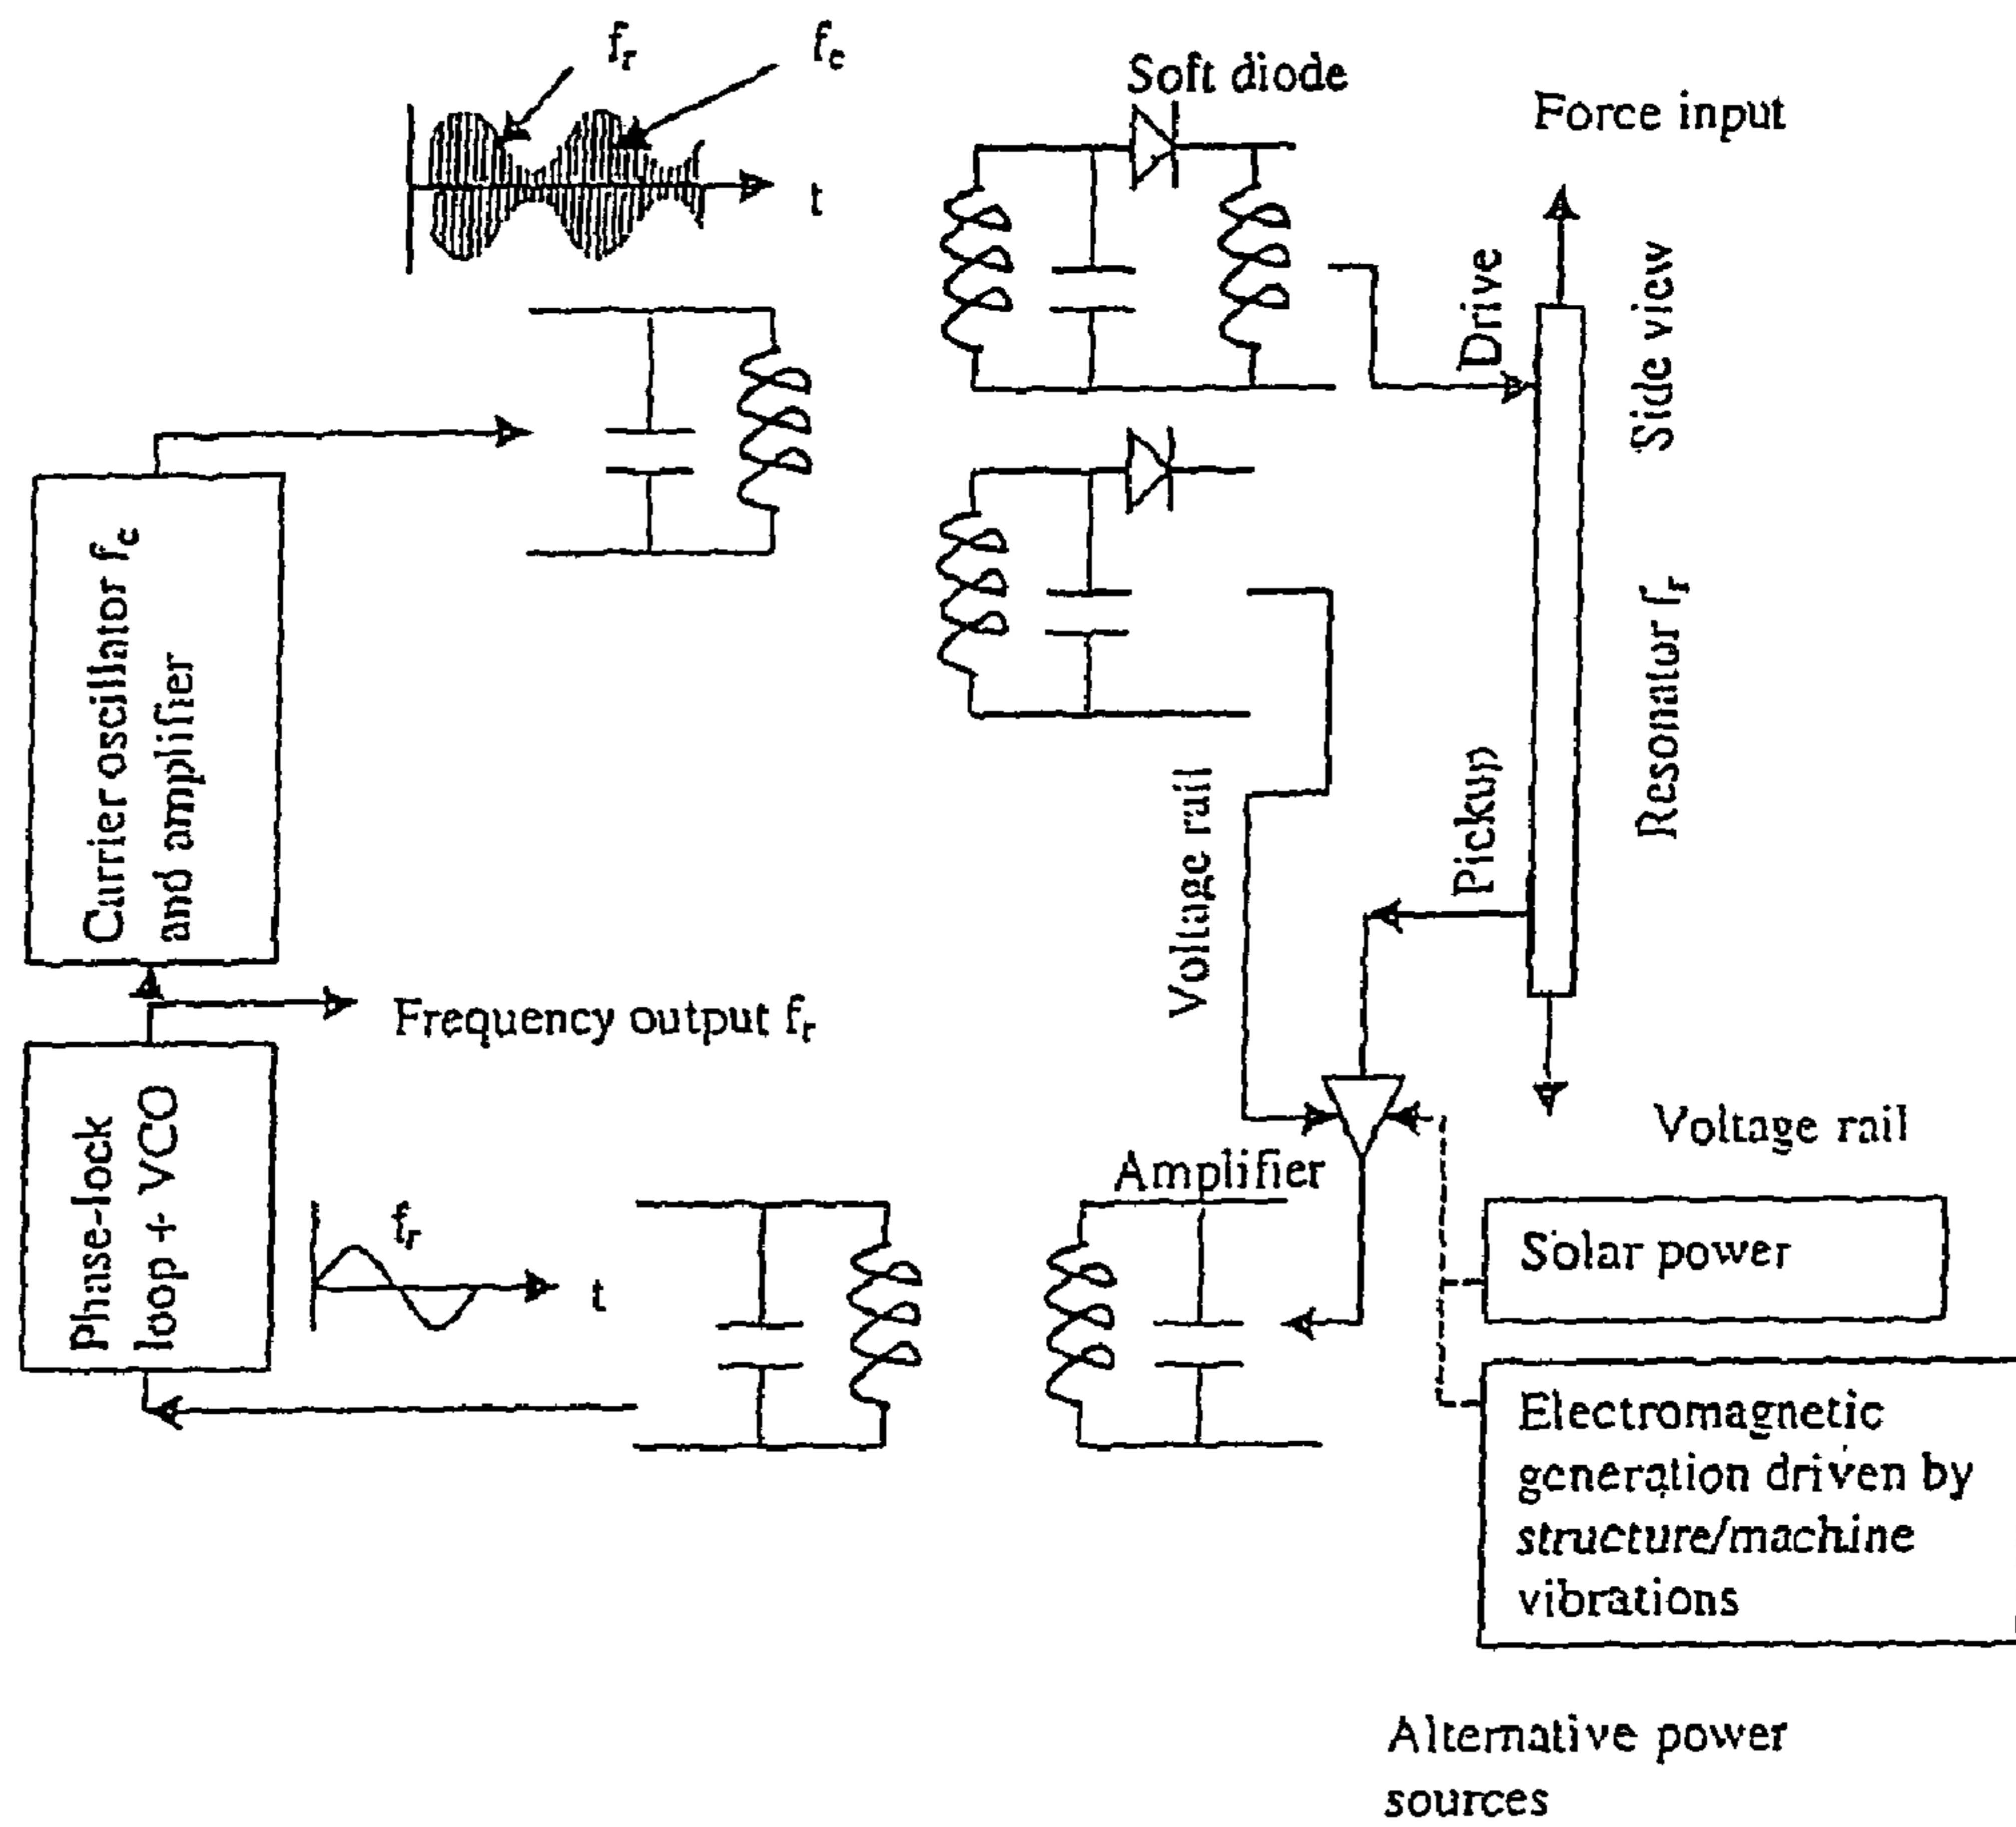 f_r
f_c
t
Soft diode
Force input
Drive
Side view
Carrier oscillator f_c
and amplifier
Resonator f_r
Pickup
Voltage rail
Frequency output f_r
Phase-lock
loop + VCO
f_r
t
Amplifier
Voltage rail
Solar power
Electromagnetic
generation driven by
structure/machine
vibrations
Alternative power
sources